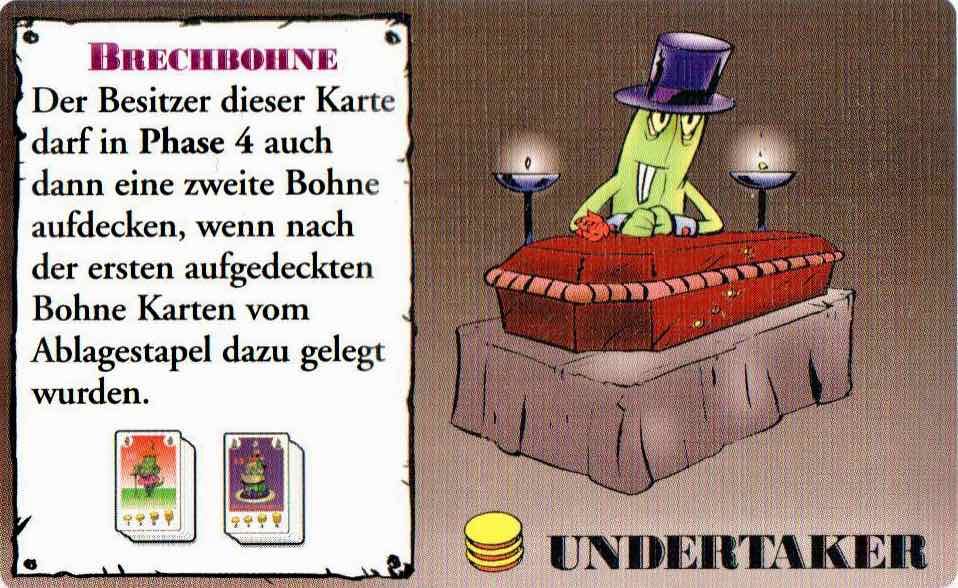 BRECHBOHNE
Der Besitzer dieser Karte
darf in Phase 4 auch
dann eine zweite Bohne
aufdecken, wenn nach
der ersten aufgedeckten
Bohne Karten vom
Ablagestapel dazu gelegt
wurden.
UNDERTAKER